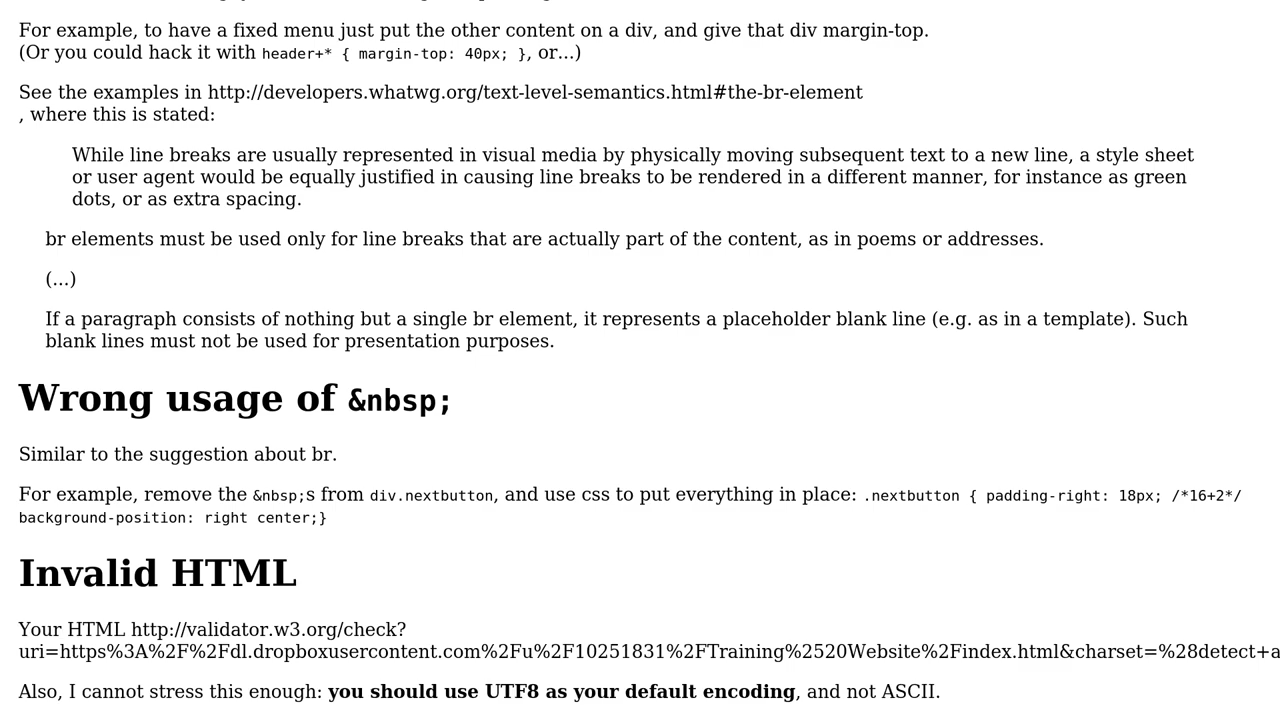 For example, to have a fixed menu just put the other content on a div, and give that div margin-top.
(Or you could hack it with header+* { margin-top: 40px; }, or...)
See the examples in http://developers.whatwg.org/text-level-semantics.html#the-br-element
, where this is stated:
While line breaks are usually represented in visual media by physically moving subsequent text to a new line, a style sheet
or user agent would be equally justified in causing line breaks to be rendered in a different manner, for instance as green
dots, or as extra spacing.
br elements must be used only for line breaks that are actually part of the content, as in poems or addresses.
(...)
If a paragraph consists of nothing but a single br element, it represents a placeholder blank line (e.g. as in a template). Such
blank lines must not be used for presentation purposes.
Wrong usage of &nbsp;
Similar to the suggestion about br.
For example, remove the &nbsp;s from div.nextbutton, and use css to put everything in place: .nextbutton { padding-right: 18px; /*16+2*/
background-position: right center;}
Invalid HTML
Your HTML http://validator.w3.org/check?
uri=https%3A%2F%2Fdl.dropboxusercontent.com%2Fu%2F10251831%2FTraining%2520Website%2Findex.html&charset=%28detect+a
Also, I cannot stress this enough: you should use UTF8 as your default encoding, and not ASCII.